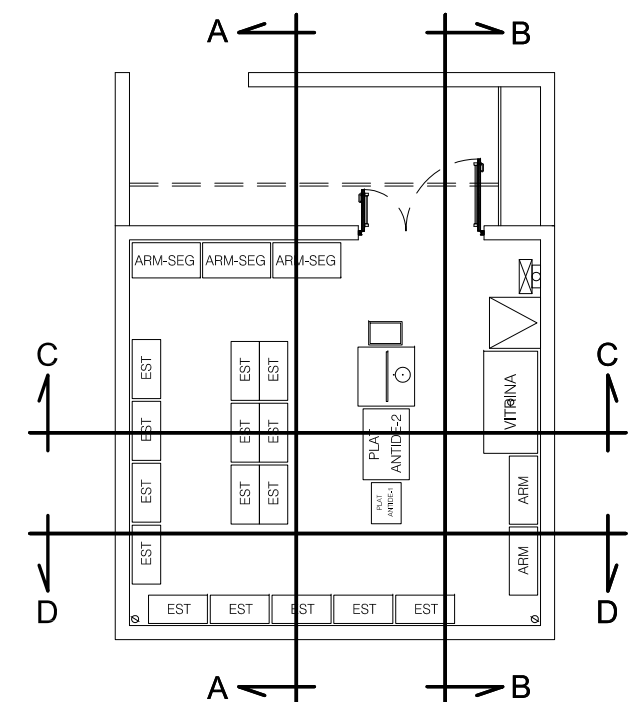 A
B
ARM-SEG ARM-SEG ARM-SEG
C
C
EST
EST
EST
VITRINA
EST
EST
EST
PLAT
ANTIDE-2
EST
EST
EST
PLAT
ANTIDE-1
ARM
EST
ARM
D
D
EST EST EST EST EST
A
B